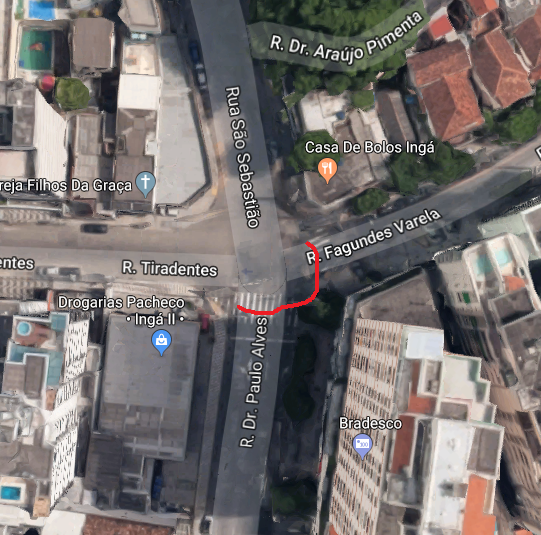 R. Dr. Araújo Pimenta
Rua São Sebastião
Casa De Bolos Ingá
reja Filhos Da Graça
R. Fagundes Varela
entes
R. Tiradentes
Drogarias Pacheco
• Ingá II •
R. Dr. Paulo Alves
Bradesco